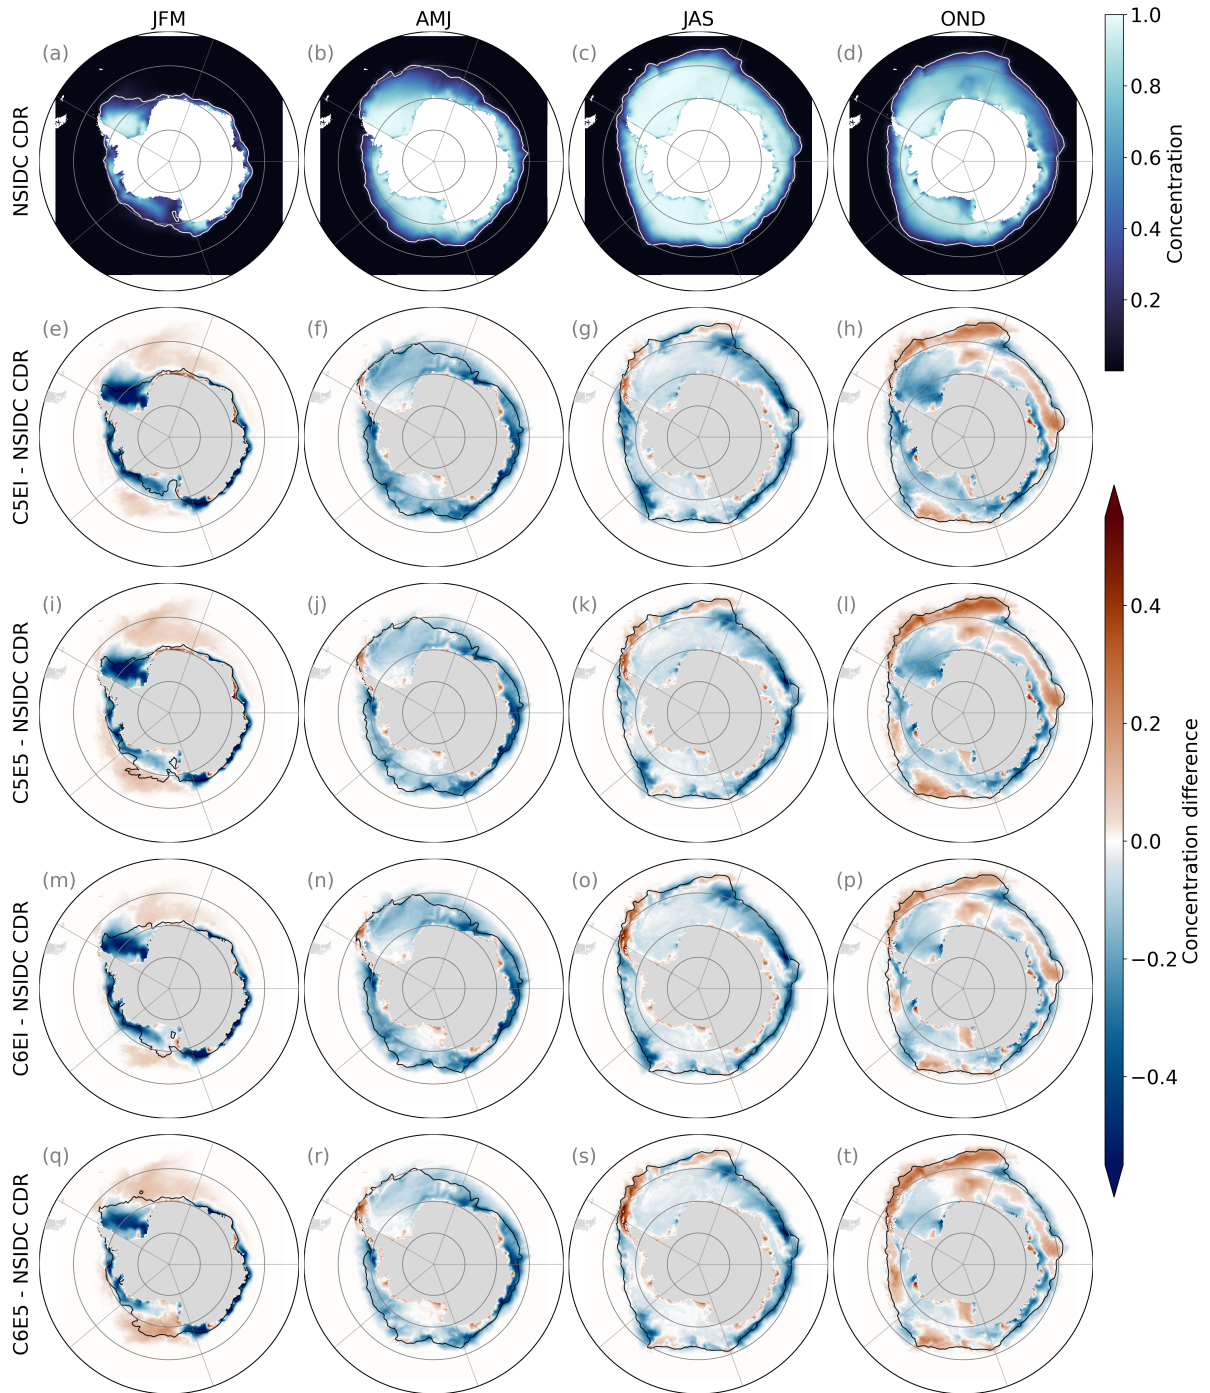 JFM AMJ JAS OND
NSIDC CDR
(a) (b) (c) (d)
1.0
0.8
0.6
0.4
0.2
Concentration
C5EI - NSIDC CDR
(e) (f) (g) (h)
C5E5 - NSIDC CDR
(i) (j) (k) (l)
C6EI - NSIDC CDR
(m) (n) (o) (p)
C6E5 - NSIDC CDR
(q) (r) (s) (t)
0.4
0.2
0.0
−0.2
−0.4
Concentration difference